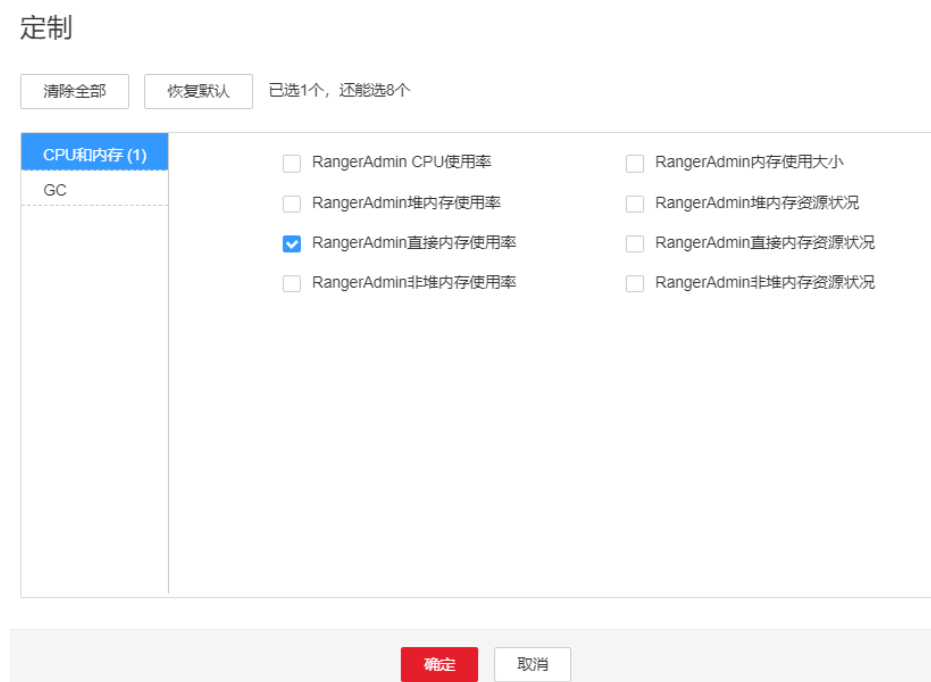 定制
清除全部 恢复默认 已选1个，还能选8个
CPU和内存 (1)
GC
RangerAdmin CPU使用率 RangerAdmin内存使用大小
RangerAdmin堆内存使用率 RangerAdmin堆内存资源状况
RangerAdmin直接内存使用率 RangerAdmin直接内存资源状况
RangerAdmin非堆内存使用率 RangerAdmin非堆内存资源状况
确定 取消